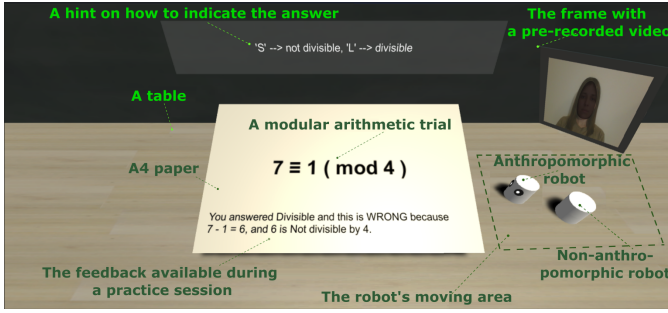 A hint on how to indicate the answer
The frame with
a pre-recorded video
'S' --> not divisible, 'L' --> divisible
A table
A modular arithmetic trial
A4 paper
7 ≡ 1 ( mod 4 )
Anthropomorphic
robot
You answered Divisible and this is WRONG because
7 - 1 = 6, and 6 is Not divisible by 4.
Non-anthro-
pomorphic robot
The feedback available during
a practice session
The robot's moving area